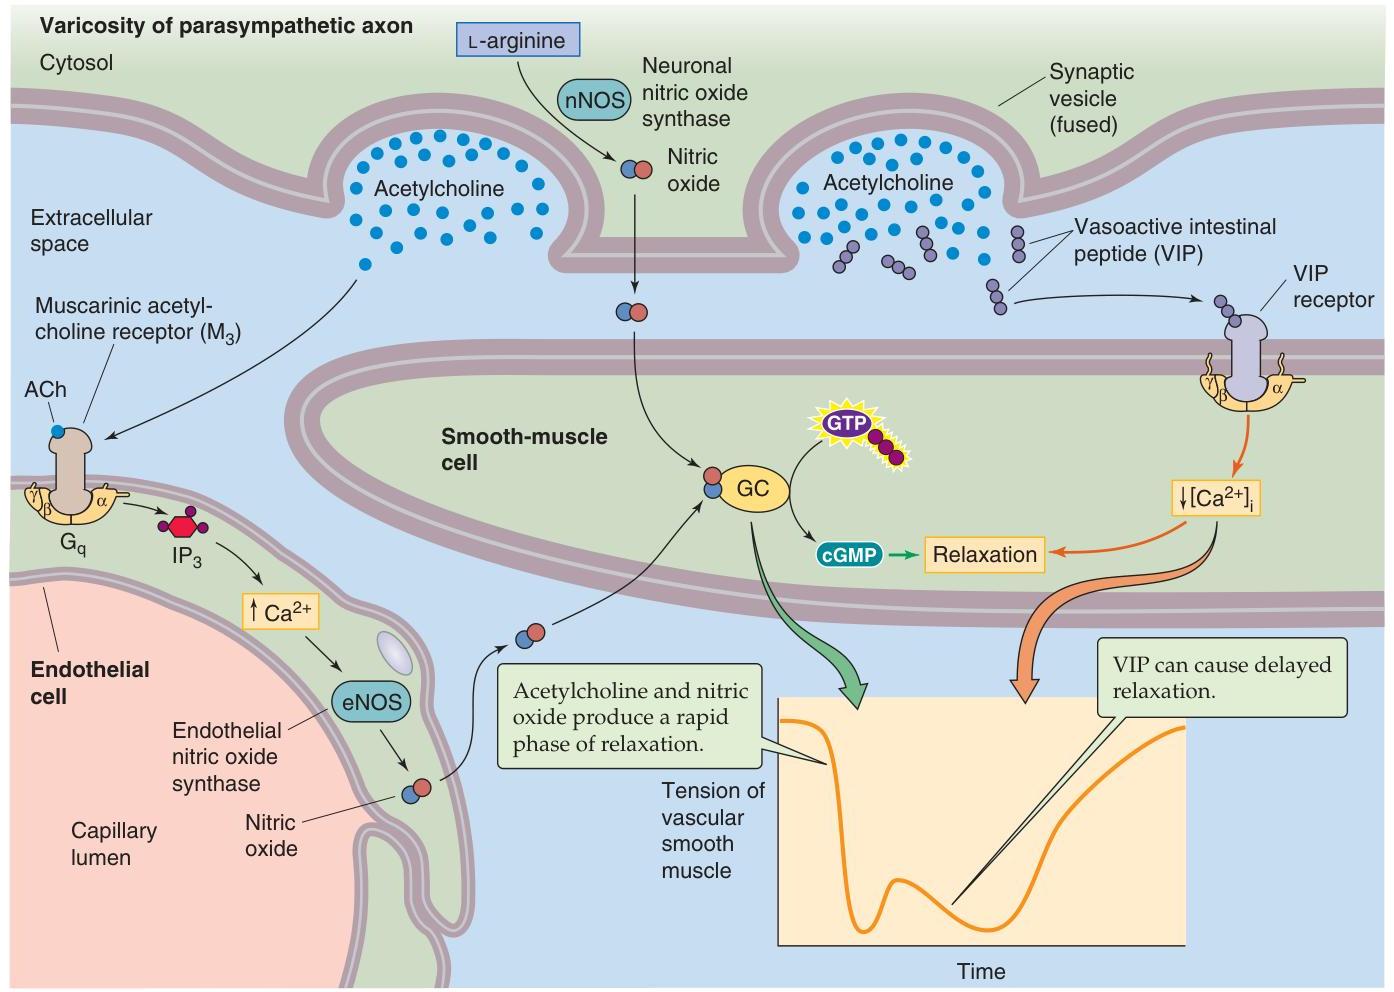 Varicosity of parasympathetic axon
Cytosol
L-arginine
nNOS
Neuronal
nitric oxide
synthase
Nitric
oxide
Synaptic
vesicle
(fused)
Acetylcholine
Acetylcholine
Extracellular
space
Vasoactive intestinal
peptide (VIP)
VIP
receptor
Muscarinic acetyl-
choline receptor (M3)
ACh
γ
β
α
Gq
IP3
↑ Ca2+
Smooth-muscle
cell
GTP
GC
cGMP
Relaxation
γ
β
α
↓[Ca2+]i
Endothelial
cell
eNOS
Endothelial
nitric oxide
synthase
Nitric
oxide
Capillary
lumen
Acetylcholine and nitric
oxide produce a rapid
phase of relaxation.
VIP can cause delayed
relaxation.
Tension of
vascular
smooth
muscle
Time